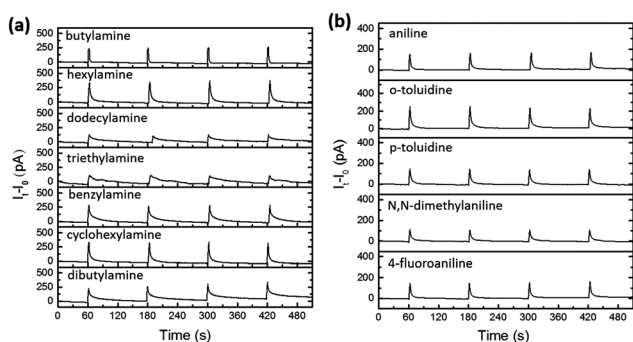 (a)
butylamine
500
250
0
hexylamine
500
250
0
dodecylamine
500
250
0
triethylamine
500
250
0
benzylamine
500
250
0
cyclohexylamine
500
250
0
dibutylamine
500
250
0
It-I0 (pA)
0 60 120 180 240 300 360 420 480
Time (s)
(b)
aniline
400
200
0
o-toluidine
400
200
0
p-toluidine
400
200
0
N,N-dimethylaniline
400
200
0
4-fluoroaniline
400
200
0
It-I0 (pA)
0 60 120 180 240 300 360 420 480
Time (s)